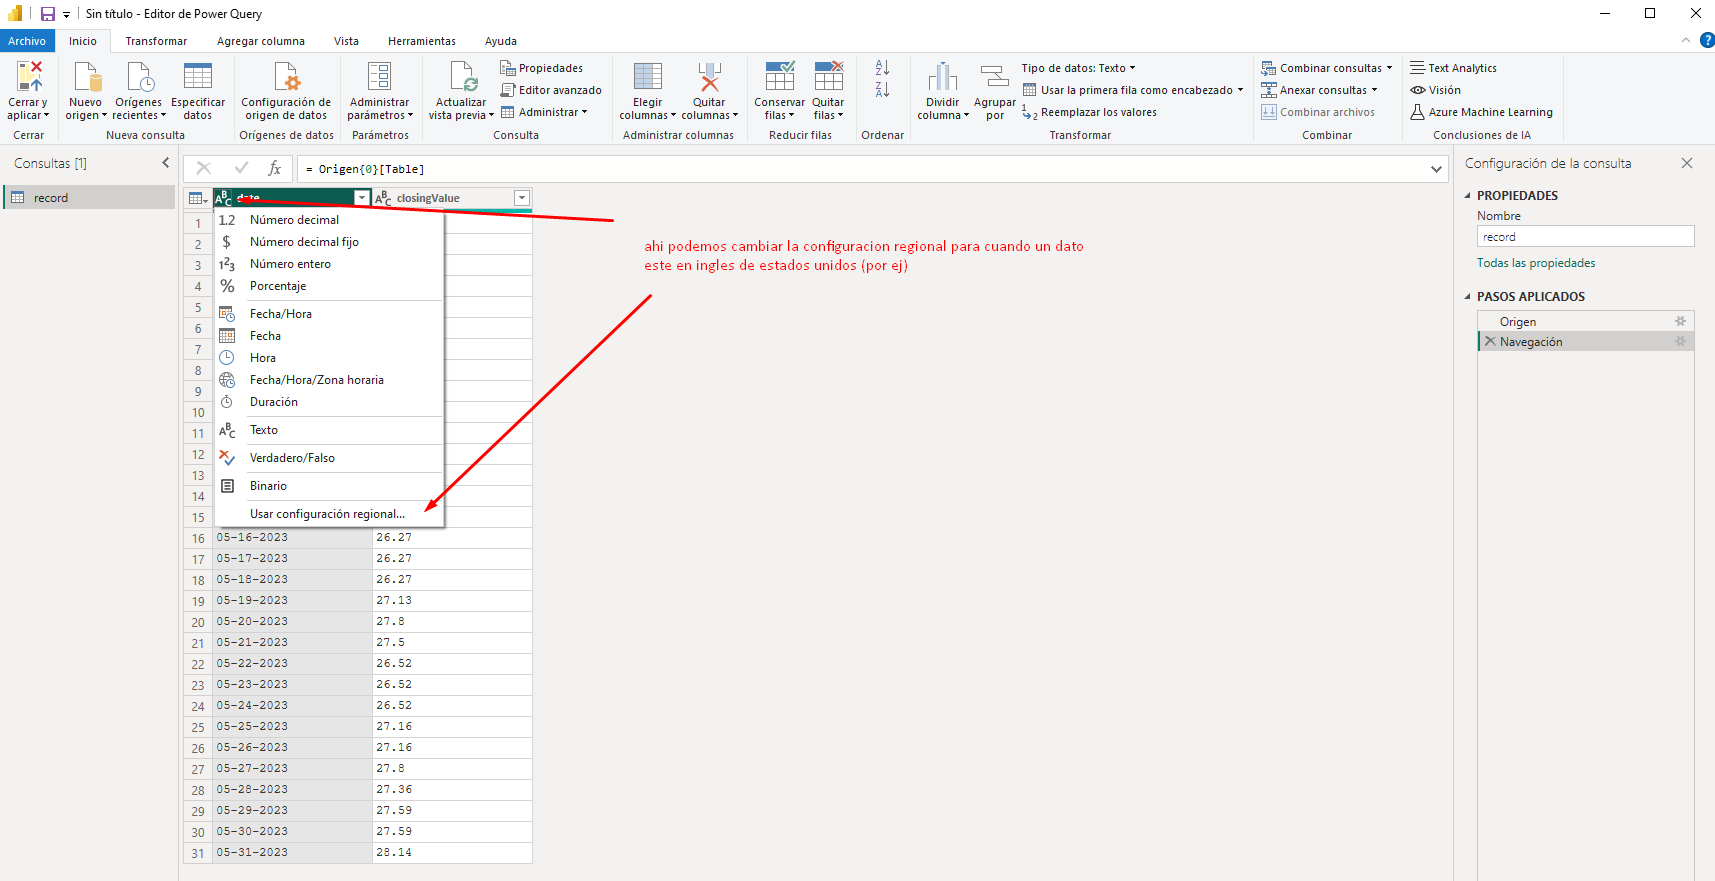 Sin título - Editor de Power Query
Archivo Inicio Transformar Agregar columna Vista Herramientas Ayuda
Cerrar y aplicar
Cerrar
Nuevo origen
Orígenes recientes
Especificar datos
Nueva consulta
Configuración de origen de datos
Orígenes de datos
Administrar parámetros
Parámetros
Actualizar vista previa
Propiedades
Editor avanzado
Administrar
Consulta
Elegir columnas
Quitar columnas
Administrar columnas
Conservar filas
Quitar filas
Reducir filas
Ordenar
Dividir columna
Agrupar por
Tipo de datos: Texto
Usar la primera fila como encabezado
Reemplazar los valores
Transformar
Combinar consultas
Anexar consultas
Combinar archivos
Combinar
Text Analytics
Visión
Azure Machine Learning
Conclusiones de IA
Consultas [1]
record
fx = Origen{0}[Table]
date closingValue
1
2
3
4
5
6
7
8
9
10
11
12
13
14
15
1.2 Número decimal
$ Número decimal fijo
123 Número entero
% Porcentaje
Fecha/Hora
Fecha
Hora
Fecha/Hora/Zona horaria
Duración
ABC Texto
Verdadero/Falso
Binario
Usar configuración regional...
16 05-16-2023 26.27
17 05-17-2023 26.27
18 05-18-2023 26.27
19 05-19-2023 27.13
20 05-20-2023 27.8
21 05-21-2023 27.5
22 05-22-2023 26.52
23 05-23-2023 26.52
24 05-24-2023 26.52
25 05-25-2023 27.16
26 05-26-2023 27.16
27 05-27-2023 27.8
28 05-28-2023 27.36
29 05-29-2023 27.59
30 05-30-2023 27.59
31 05-31-2023 28.14
ahi podemos cambiar la configuracion regional para cuando un dato
este en ingles de estados unidos (por ej)
Configuración de la consulta
PROPIEDADES
Nombre
record
Todas las propiedades
PASOS APLICADOS
Origen
Navegación